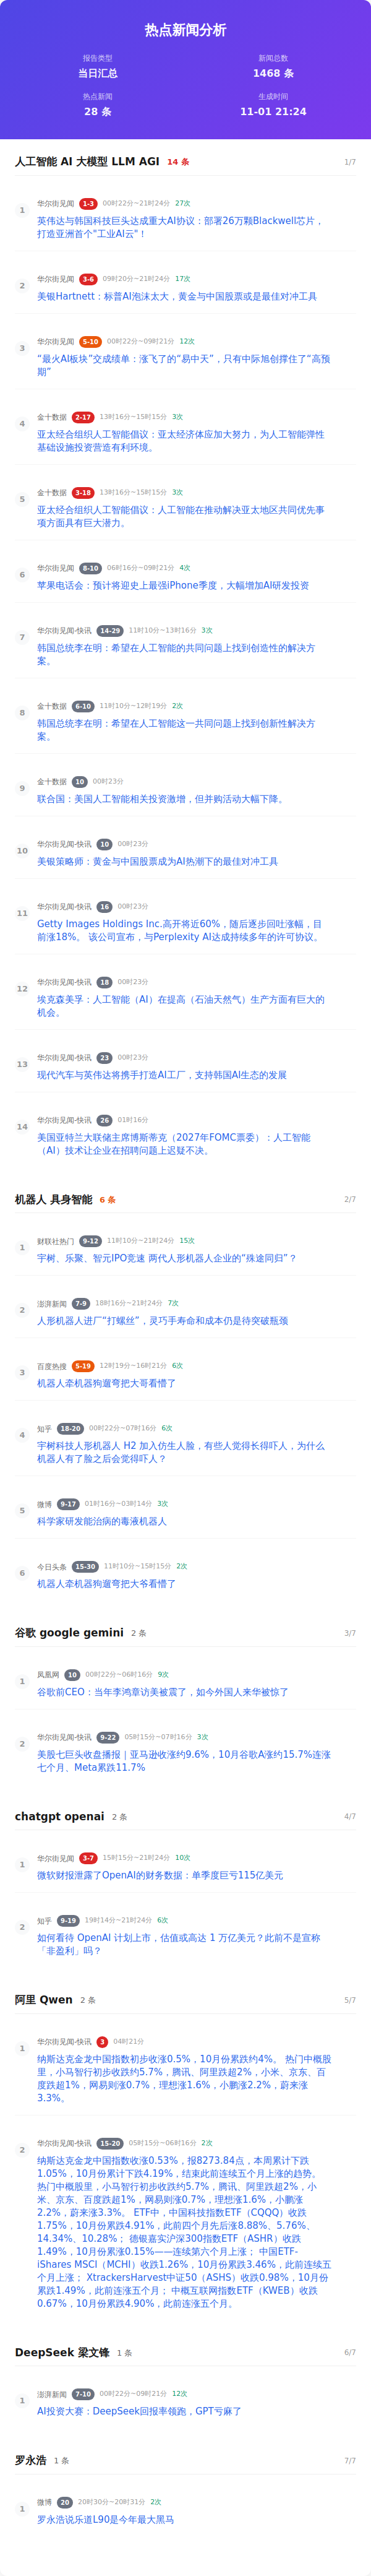 热点新闻分析
报告类型
新闻总数
当日汇总
1468 条
热点新闻
生成时间
28 条
11-01 21:24
人工智能 AI 大模型 LLM AGI 14 条 1/7
1
华尔街见闻 1-3 00时22分~21时24分 27次
英伟达与韩国科技巨头达成重大AI协议：部署26万颗Blackwell芯片，
打造亚洲首个"工业AI云"！
2
华尔街见闻 3-6 09时20分~21时24分 17次
美银Hartnett：标普AI泡沫太大，黄金与中国股票或是最佳对冲工具
3
华尔街见闻 5-10 00时22分~09时21分 12次
“最火AI板块”交成绩单：涨飞了的“易中天”，只有中际旭创撑住了“高预
期”
4
金十数据 2-17 13时16分~15时15分 3次
亚太经合组织人工智能倡议：亚太经济体应加大努力，为人工智能弹性
基础设施投资营造有利环境。
5
金十数据 3-18 13时16分~15时15分 3次
亚太经合组织人工智能倡议：人工智能在推动解决亚太地区共同优先事
项方面具有巨大潜力。
6
华尔街见闻 8-10 06时16分~09时21分 4次
苹果电话会：预计将迎史上最强iPhone季度，大幅增加AI研发投资
7
华尔街见闻-快讯 14-29 11时10分~13时16分 3次
韩国总统李在明：希望在人工智能的共同问题上找到创造性的解决方
案。
8
金十数据 6-10 11时10分~12时19分 2次
韩国总统李在明：希望在人工智能这一共同问题上找到创新性解决方
案。
9
金十数据 10 00时23分
联合国：美国人工智能相关投资激增，但并购活动大幅下降。
10
华尔街见闻-快讯 10 00时23分
美银策略师：黄金与中国股票成为AI热潮下的最佳对冲工具
11
华尔街见闻-快讯 16 00时23分
Getty Images Holdings Inc.高开将近60%，随后逐步回吐涨幅，目
前涨18%。 该公司宣布，与Perplexity AI达成持续多年的许可协议。
12
华尔街见闻-快讯 18 00时23分
埃克森美孚：人工智能（AI）在提高（石油天然气）生产方面有巨大的
机会。
13
华尔街见闻-快讯 23 00时23分
现代汽车与英伟达将携手打造AI工厂，支持韩国AI生态的发展
14
华尔街见闻-快讯 26 01时16分
美国亚特兰大联储主席博斯蒂克（2027年FOMC票委）：人工智能
（AI）技术让企业在招聘问题上迟疑不决。
机器人 具身智能 6 条 2/7
1
财联社热门 9-12 11时10分~21时24分 15次
宇树、乐聚、智元IPO竞速 两代人形机器人企业的“殊途同归”？
2
澎湃新闻 7-9 18时16分~21时24分 7次
人形机器人进厂“打螺丝”，灵巧手寿命和成本仍是待突破瓶颈
3
百度热搜 5-19 12时19分~16时21分 6次
机器人牵机器狗遛弯把大哥看懵了
4
知乎 18-20 00时22分~07时16分 6次
宇树科技人形机器人 H2 加入仿生人脸，有些人觉得长得吓人，为什么
机器人有了脸之后会觉得吓人？
5
微博 9-17 01时16分~03时14分 3次
科学家研发能治病的毒液机器人
6
今日头条 15-30 11时10分~15时15分 2次
机器人牵机器狗遛弯把大爷看懵了
谷歌 google gemini 2 条 3/7
1
凤凰网 10 00时22分~06时16分 9次
谷歌前CEO：当年李鸿章访美被震了，如今外国人来华被惊了
2
华尔街见闻-快讯 9-22 05时15分~07时16分 3次
美股七巨头收盘播报｜亚马逊收涨约9.6%，10月谷歌A涨约15.7%连涨
七个月、Meta累跌11.7%
chatgpt openai 2 条 4/7
1
华尔街见闻 3-7 15时15分~21时24分 10次
微软财报泄露了OpenAI的财务数据：单季度巨亏115亿美元
2
知乎 9-19 19时14分~21时24分 6次
如何看待 OpenAI 计划上市，估值或高达 1 万亿美元？此前不是宣称
「非盈利」吗？
阿里 Qwen 2 条 5/7
1
华尔街见闻-快讯 3 04时21分
纳斯达克金龙中国指数初步收涨0.5%，10月份累跌约4%。 热门中概股
里，小马智行初步收跌约5.7%，腾讯、阿里跌超2%，小米、京东、百
度跌超1%，网易则涨0.7%，理想涨1.6%，小鹏涨2.2%，蔚来涨
3.3%。
2
华尔街见闻-快讯 15-20 05时15分~06时16分 2次
纳斯达克金龙中国指数收涨0.53%，报8273.84点，本周累计下跌
1.05%，10月份累计下跌4.19%，结束此前连续五个月上涨的趋势。
热门中概股里，小马智行初步收跌约5.7%，腾讯、阿里跌超2%，小
米、京东、百度跌超1%，网易则涨0.7%，理想涨1.6%，小鹏涨
2.2%，蔚来涨3.3%。 ETF中，中国科技指数ETF（CQQQ）收跌
1.75%，10月份累跌4.91%，此前四个月先后涨8.88%、5.76%、
14.34%、10.28%； 德银嘉实沪深300指数ETF（ASHR）收跌
1.49%，10月份累涨0.15%——连续第六个月上涨； 中国ETF-
iShares MSCI（MCHI）收跌1.26%，10月份累跌3.46%，此前连续五
个月上涨； XtrackersHarvest中证50（ASHS）收跌0.98%，10月份
累跌1.49%，此前连涨五个月； 中概互联网指数ETF（KWEB）收跌
0.67%，10月份累跌4.90%，此前连涨五个月。
DeepSeek 梁文锋 1 条 6/7
1
澎湃新闻 7-10 00时22分~09时21分 12次
AI投资大赛：DeepSeek回报率领跑，GPT亏麻了
罗永浩 1 条 7/7
1
微博 20 20时30分~20时31分 2次
罗永浩说乐道L90是今年最大黑马